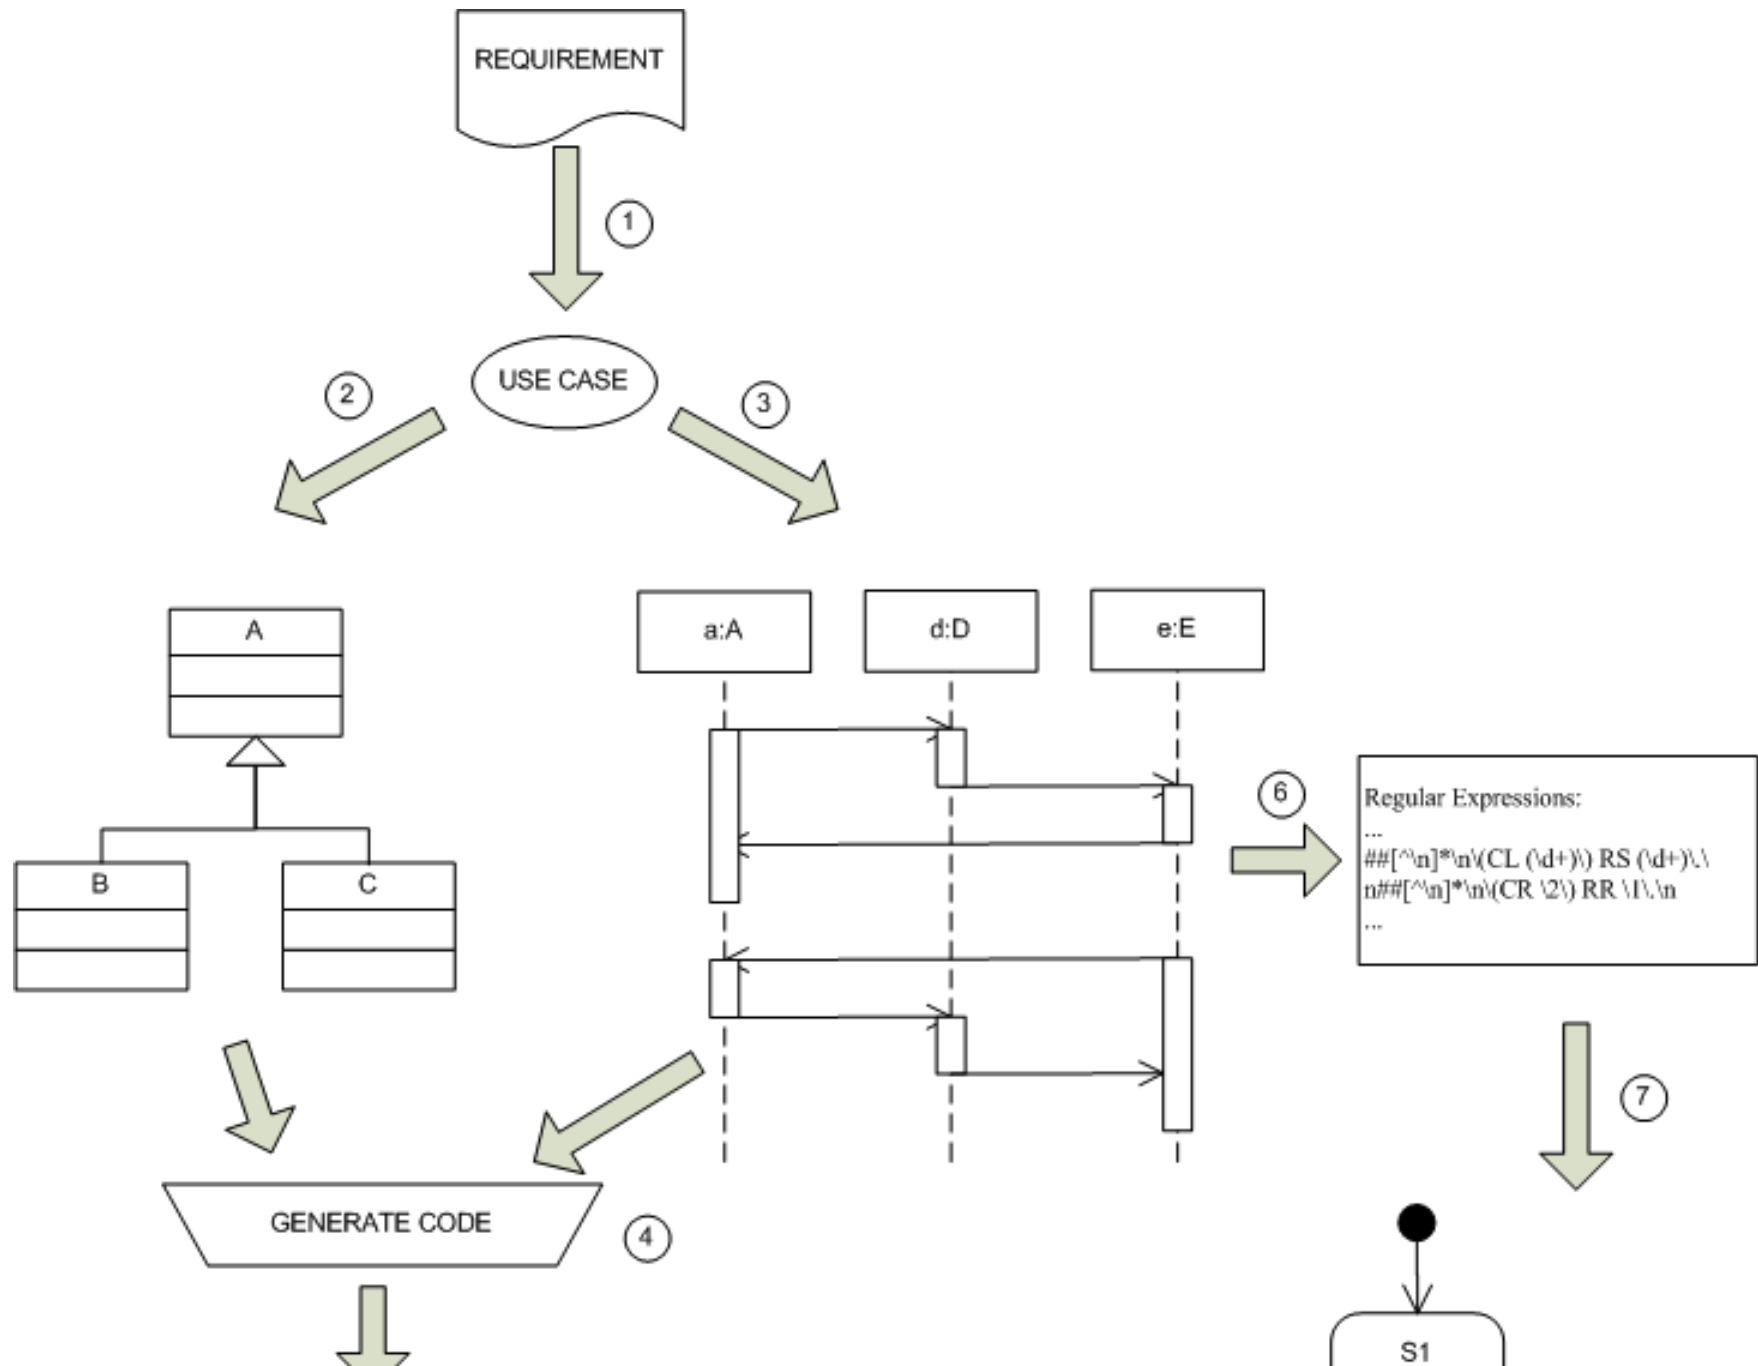 REQUIREMENT
1
USE CASE
2
3
A
B
C
a:A
d:D
e:E
6
Regular Expressions:
...
##[^\n]*\n\(CL (\d+)\) RS (\d+)\.\
n##[^\n]*\n\(CR \2\) RR \1\.\n
...
7
GENERATE CODE
4
S1